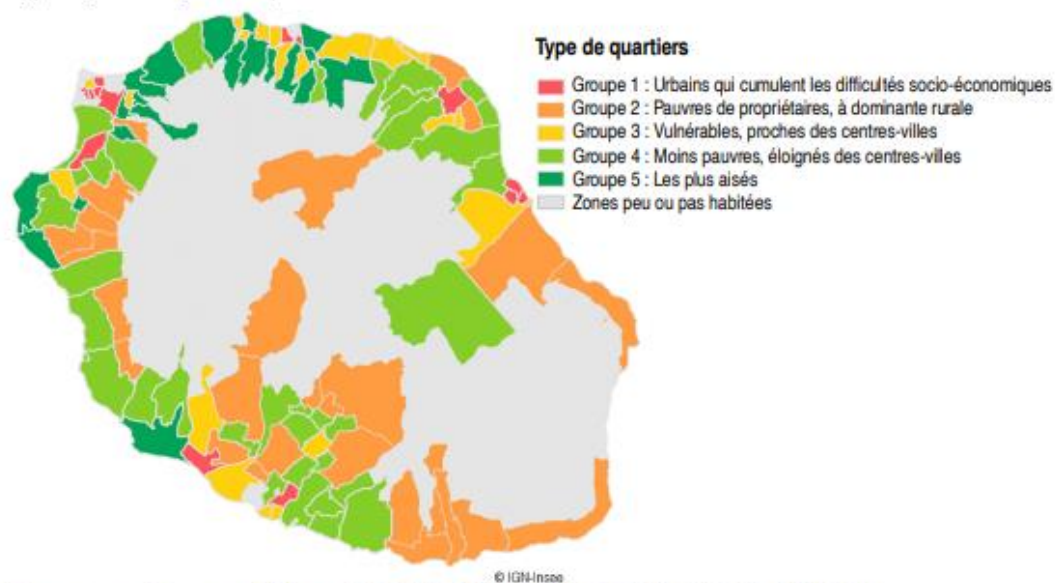 Type de quartiers
Groupe 1 : Urbains qui cumulent les difficultés socio-économiques
Groupe 2 : Pauvres de propriétaires, à dominante rurale
Groupe 3 : Vulnérables, proches des centres-villes
Groupe 4 : Moins pauvres, éloignés des centres-villes
Groupe 5 : Les plus aisés
Zones peu ou pas habitées
© IGN-Insee